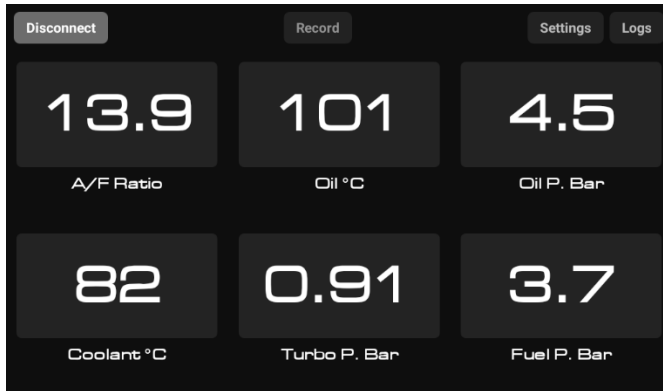 Disconnect Record Settings Logs
13.9 101 4.5
A/F Ratio Oil °C Oil P. Bar
82 0.91 3.7
Coolant °C Turbo P. Bar Fuel P. Bar